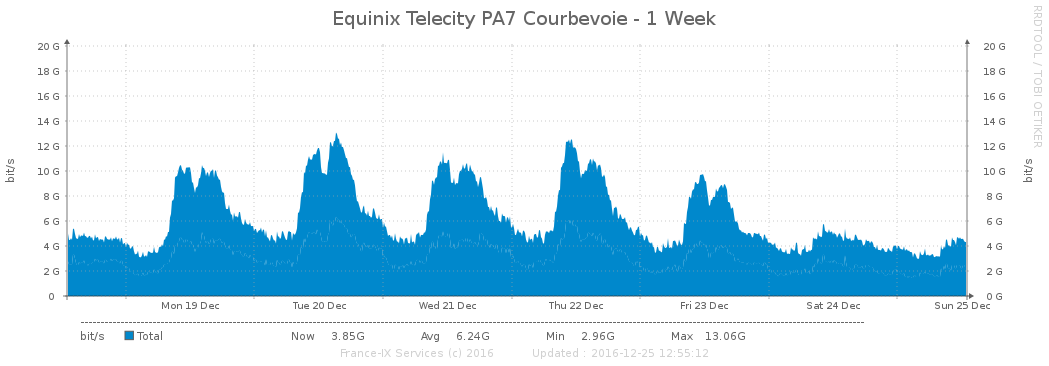 Equinix Telecity PA7 Courbevoie - 1 Week
RRDTOOL / TOBI OETIKER
bit/s
20 G
18 G
16 G
14 G
12 G
10 G
8 G
6 G
4 G
2 G
0
20 G
18 G
16 G
14 G
12 G
10 G
8 G
6 G
4 G
2 G
0 G
bit/s
Mon 19 Dec Tue 20 Dec Wed 21 Dec Thu 22 Dec Fri 23 Dec Sat 24 Dec Sun 25 Dec
bit/s Total Now 3.85G Avg 6.24G Min 2.96G Max 13.06G
France-IX Services (c) 2016 Updated : 2016-12-25 12:55:12